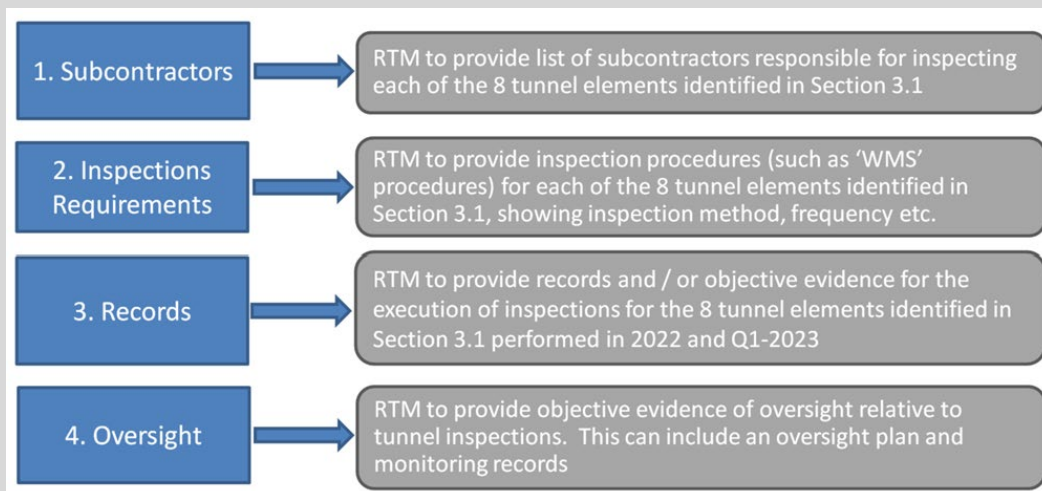 1. Subcontractors
RTM to provide list of subcontractors responsible for inspecting
each of the 8 tunnel elements identified in Section 3.1
2. Inspections
Requirements
RTM to provide inspection procedures (such as ‘WMS’
procedures) for each of the 8 tunnel elements identified in
Section 3.1, showing inspection method, frequency etc.
3. Records
RTM to provide records and / or objective evidence for the
execution of inspections for the 8 tunnel elements identified in
Section 3.1 performed in 2022 and Q1-2023
4. Oversight
RTM to provide objective evidence of oversight relative to
tunnel inspections.  This can include an oversight plan and
monitoring records